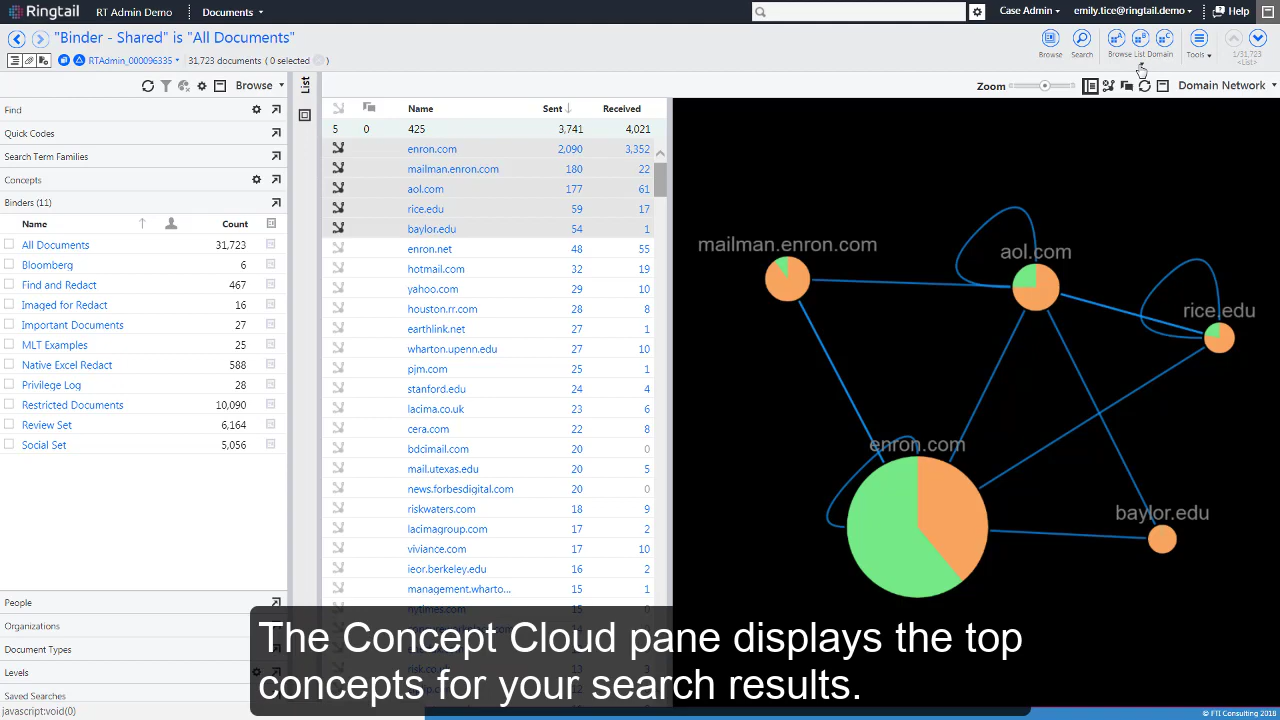 Ringtail RT Admin Demo Documents Case Admin emily.tice@ringtail.demo Help
"Binder - Shared" is "All Documents"
Browse Search Browse List Domain Tools 1/31,723
<List>
RTAdmin_000096335 31,723 documents ( 0 selected )
Browse List Zoom Domain Network
Find
Quick Codes
Search Term Families
Concepts
Binders (11)
Name Count
All Documents 31,723
Bloomberg 6
Find and Redact 467
Imaged for Redact 16
Important Documents 27
MLT Examples 25
Native Excel Redact 588
Privilege Log 28
Restricted Documents 10,090
Review Set 6,164
Social Set 5,056
People
Organizations
Document Types
Levels
Saved Searches
Ringtail:void(0)
Name Sent Received
5 0 425 3,741 4,021
enron.com 2,090 3,352
mailman.enron.com 180 22
aol.com 177 61
rice.edu 59 17
baylor.edu 54 1
enron.net 48 55
hotmail.com 32 19
yahoo.com 29 10
houston.rr.com 28 8
earthlink.net 27 1
wharton.upenn.edu 27 10
pjm.com 25 1
stanford.edu 24 4
lacima.co.uk 23 6
cera.com 22 8
bdcimail.com 20 0
mail.utexas.edu 20 5
news.forbesdigital.com 20 0
riskwaters.com 18 9
lacimagroup.com 17 2
viviance.com 17 10
ieor.berkeley.edu 16 2
management.wharto... 15 1
nytimes.com 15
mailman.enron.com
aol.com
rice.edu
enron.com
baylor.edu
The Concept Cloud pane displays the top
concepts for your search results.
© FTI Consulting 2018